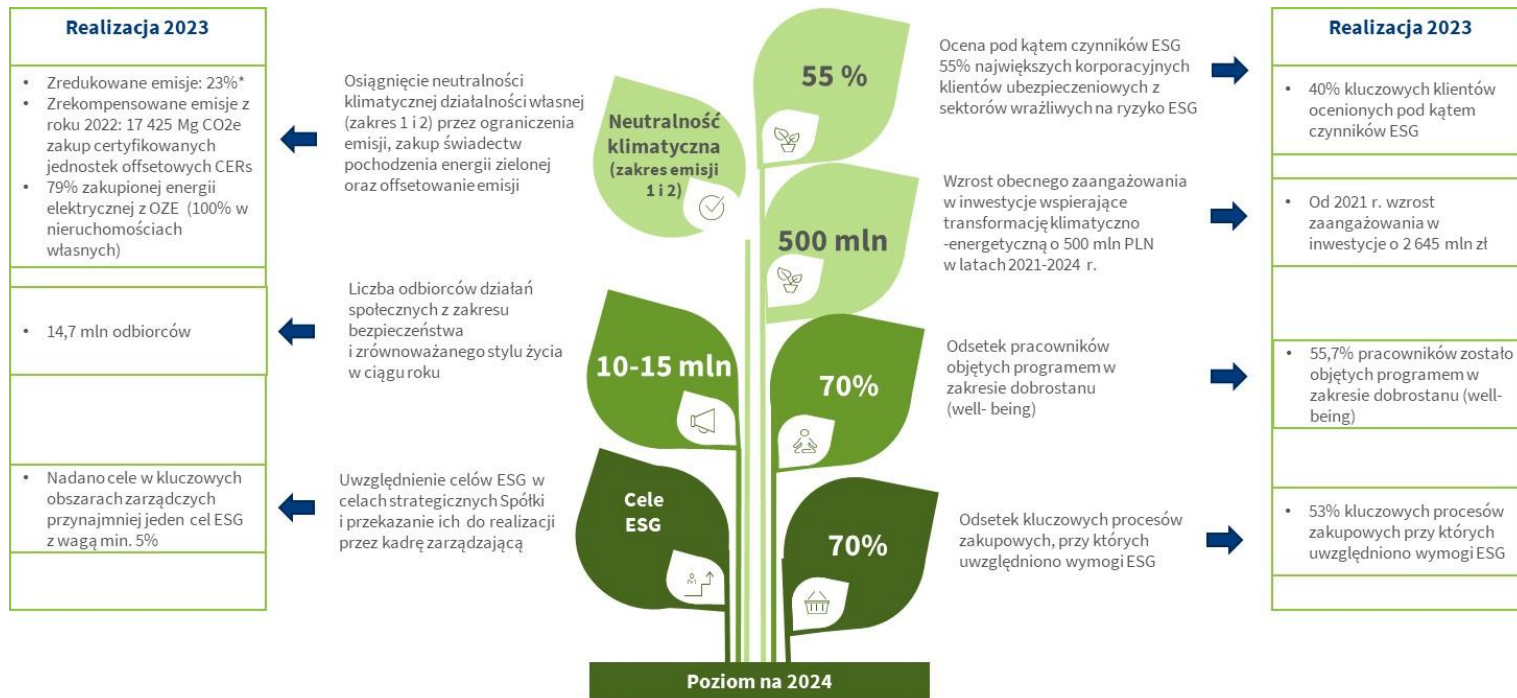 Realizacja 2023
• Zredukowane emisje: 23%*
• Zrekompensowane emisje z
roku 2022: 17 425 Mg CO2e
zakup certyfikowanych
jednostek offsetowych CERs
• 79% zakupionej energii
elektrycznej z OZE (100% w
nieruchomościach
własnych)
• 14,7 mln odbiorców
• Nadano cele w kluczowych
obszarach zarządczych
przynajmniej jeden cel ESG
z wagą min. 5%
Osiągnięcie neutralności
klimatycznej działalności własnej
(zakres 1 i 2) przez ograniczenia
emisji, zakup świadectw
pochodzenia energii zielonej
oraz offsetowanie emisji
Liczba odbiorców działań
społecznych z zakresu
bezpieczeństwa
i zrównoważanego stylu życia
w ciągu roku
Uwzględnienie celów ESG w
celach strategicznych Spółki
i przekazanie ich do realizacji
przez kadrę zarządzającą
Neutralność
klimatyczna
(zakres emisji
1 i 2)
55 %
500 mln
10-15 mln
70%
Cele
ESG
70%
Poziom na 2024
Ocena pod kątem czynników ESG
55% największych korporacyjnych
klientów ubezpieczeniowych z
sektorów wrażliwych na ryzyko ESG
Wzrost obecnego zaangażowania
w inwestycje wspierające
transformację klimatyczno
-energetyczną o 500 mln PLN
w latach 2021-2024 r.
Odsetek pracowników
objętych programem w
zakresie dobrostanu
(well- being)
Odsetek kluczowych procesów
zakupowych, przy których
uwzględniono wymogi ESG
Realizacja 2023
• 40% kluczowych klientów
ocenionych pod kątem
czynników ESG
• Od 2021 r. wzrost
zaangażowania w
inwestycje o 2 645 mln zł
• 55,7% pracowników zostało
objętych programem w
zakresie dobrostanu (well-
being)
• 53% kluczowych procesów
zakupowych przy których
uwzględniono wymogi ESG